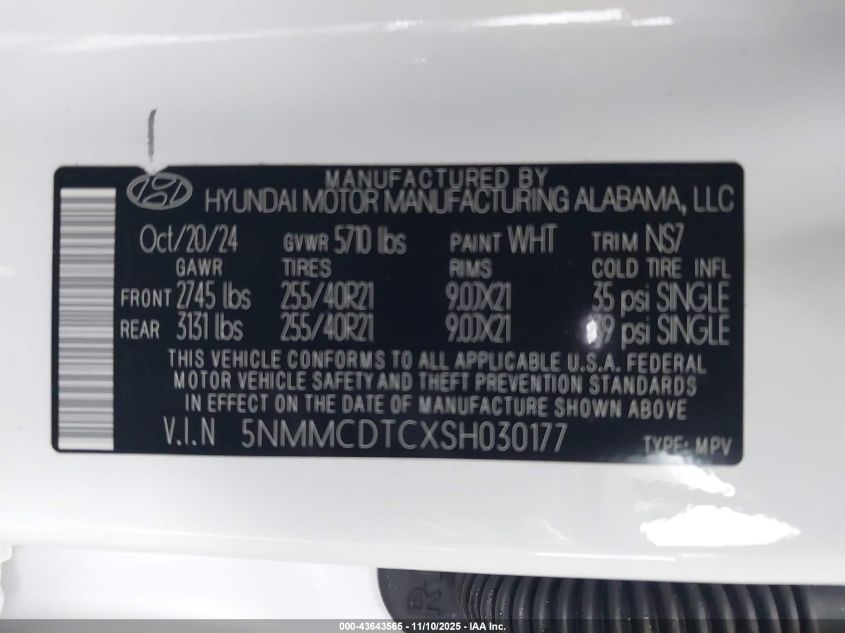 MANUFACTURED BY
HYUNDAI MOTOR MANUFACTURING ALABAMA, LLC
Oct/20/24 GVWR 5710 lbs PAINT WHT TRIM NS7
GAWR TIRES RIMS COLD TIRE INFL
FRONT 2745 lbs 255/40R21 9.0JX21 35 psi SINGLE
REAR 3131 lbs 255/40R21 9.0JX21 psi SINGLE
THIS VEHICLE CONFORMS TO ALL APPLICABLE U.S.A. FEDERAL
MOTOR VEHICLE SAFETY AND THEFT PREVENTION STANDARDS
IN EFFECT ON THE DATE OF MANUFACTURE SHOWN ABOVE
V.I.N 5NMMCDTCXSH030177 TYPE: MPV
000-43643565 - 11/10/2025 - IAA Inc.